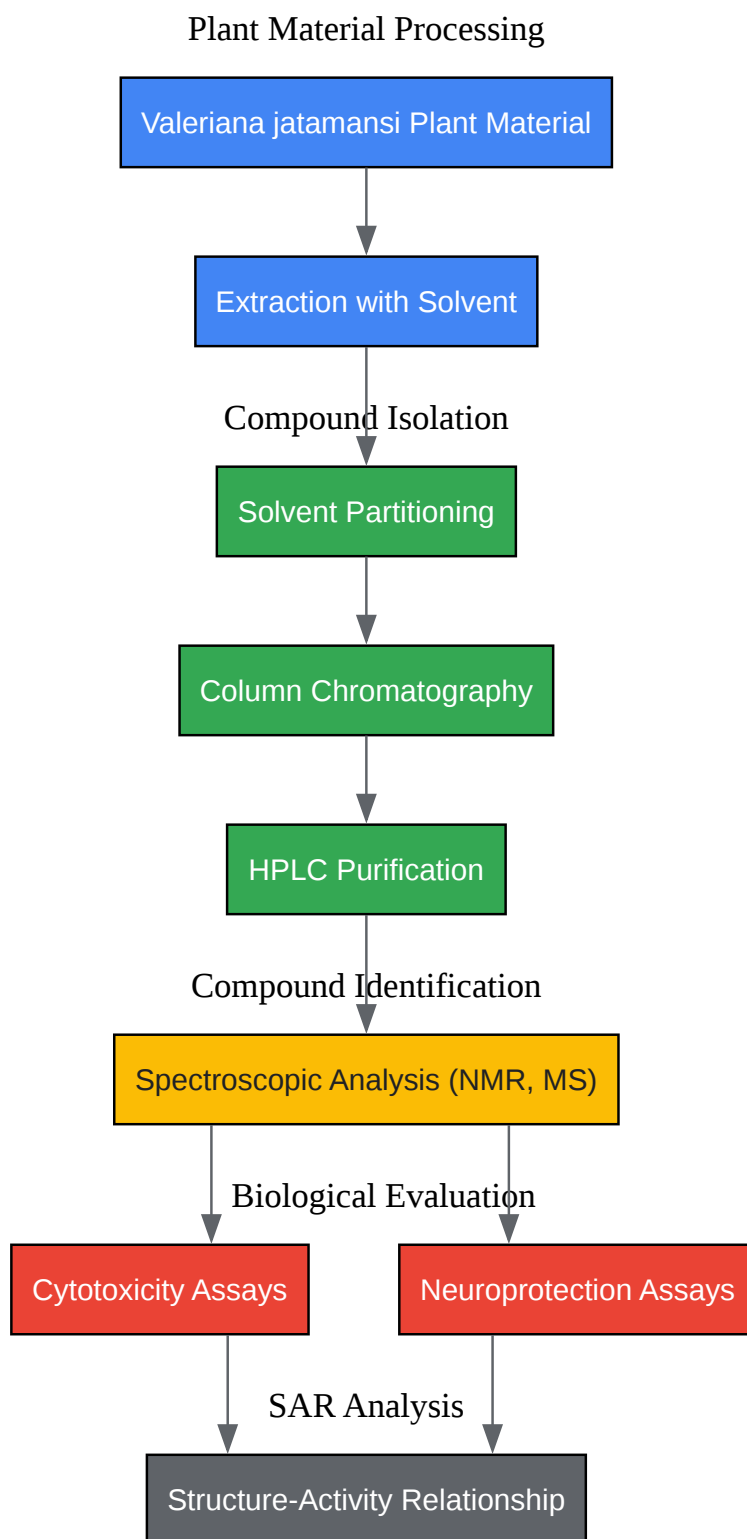 Plant Material Processing
Valeriana jatamansi Plant Material
Extraction with Solvent
Compound Isolation
Solvent Partitioning
Column Chromatography
HPLC Purification
Compound Identification
Spectroscopic Analysis (NMR, MS)
Biological Evaluation
Cytotoxicity Assays
Neuroprotection Assays
SAR Analysis
Structure-Activity Relationship